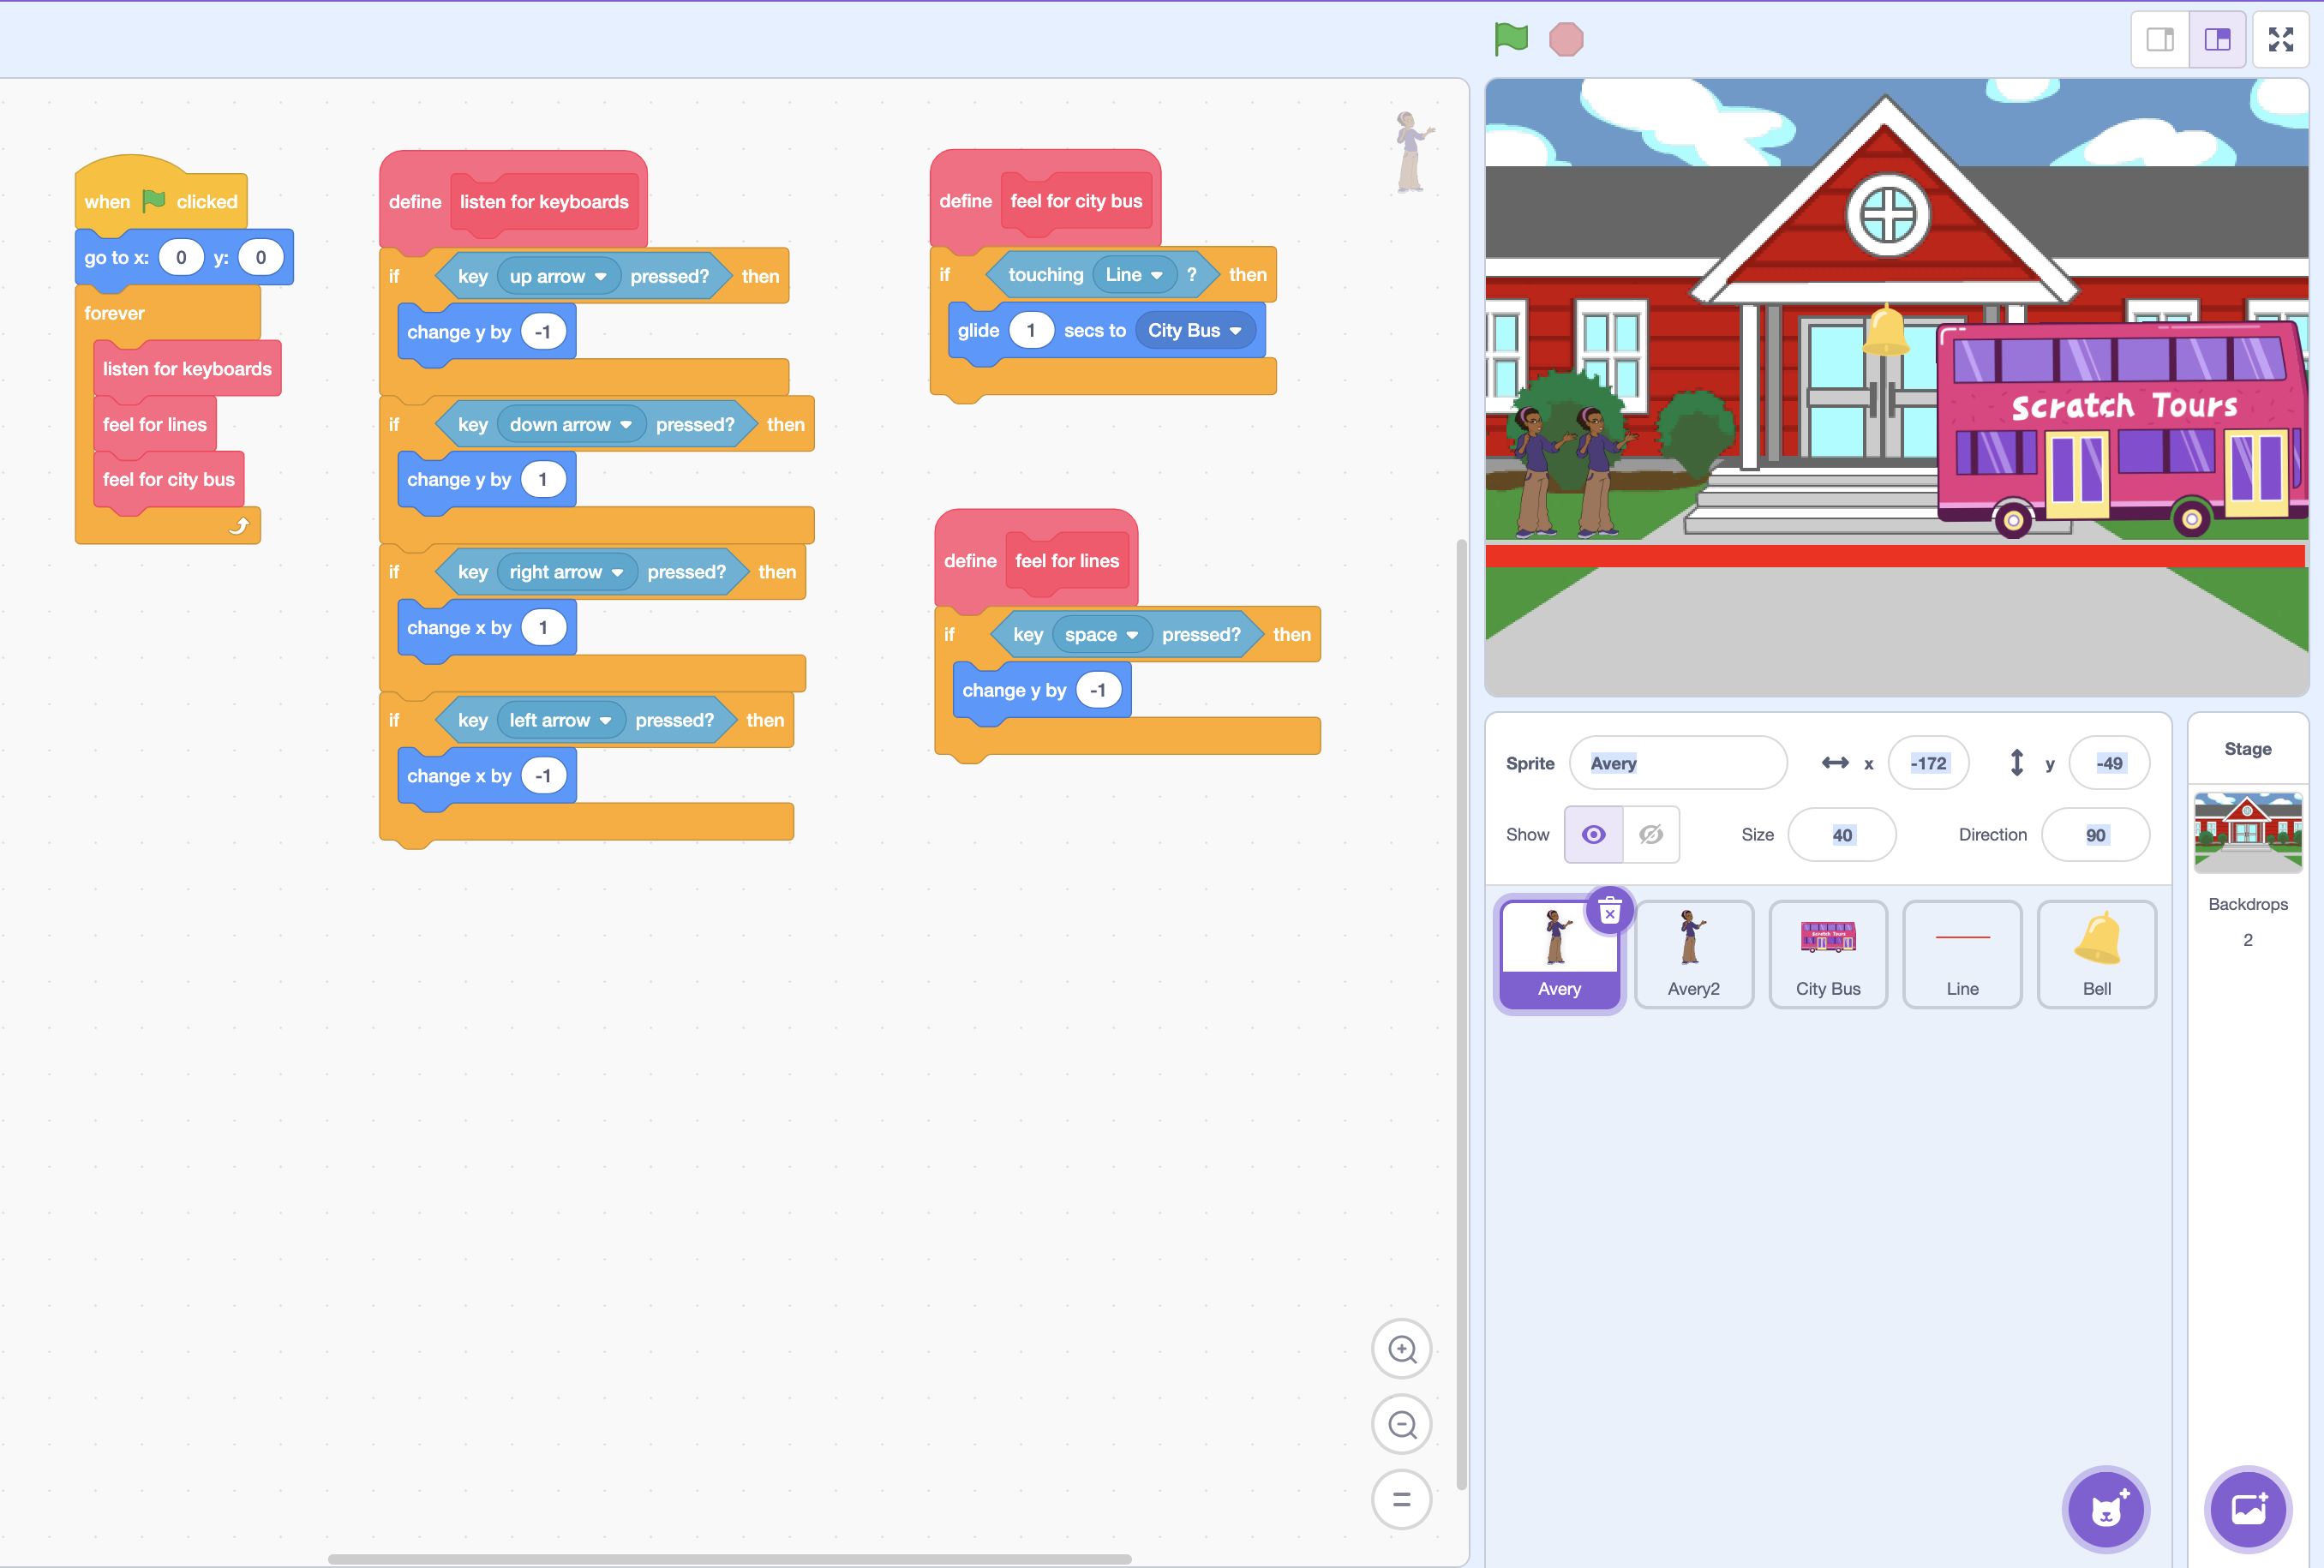 when clicked
go to x: 0 y: 0
forever
listen for keyboards
feel for lines
feel for city bus
define listen for keyboards
if key up arrow pressed? then
change y by -1
if key down arrow pressed? then
change y by 1
if key right arrow pressed? then
change x by 1
if key left arrow pressed? then
change x by -1
define feel for city bus
if touching Line ? then
glide 1 secs to City Bus
define feel for lines
if key space pressed? then
change y by -1
Scratch Tours
Sprite Avery x -172 y -49
Show Size 40 Direction 90
Avery
Avery2
Scratch Tours
City Bus
Line
Bell
Stage
Backdrops
2